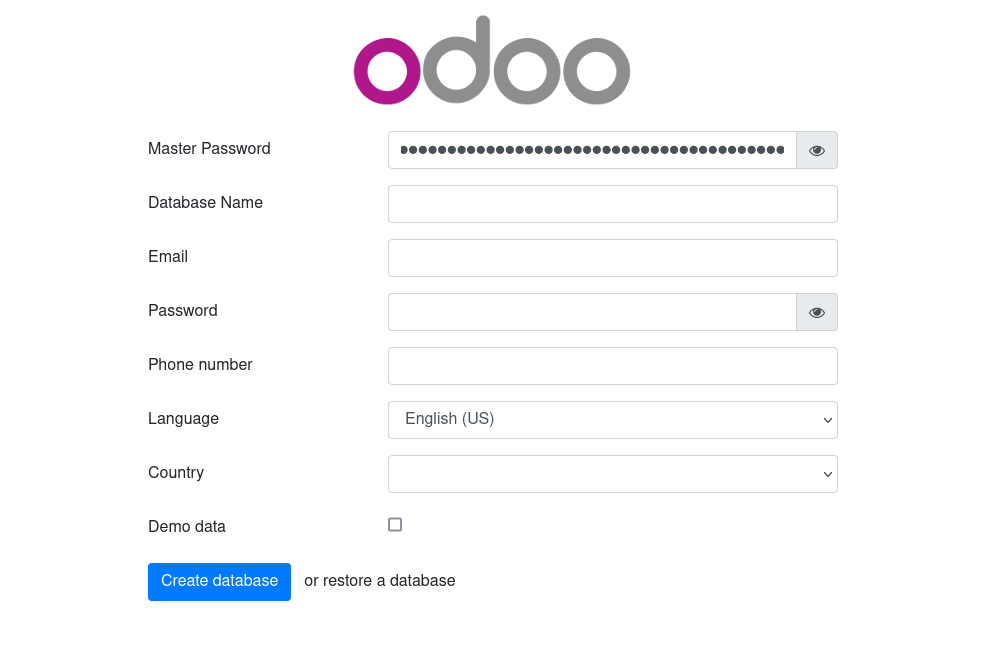 odoo
Master Password
Database Name
Email
Password
Phone number
Language English (US)
Country
Demo data
Create database or restore a database